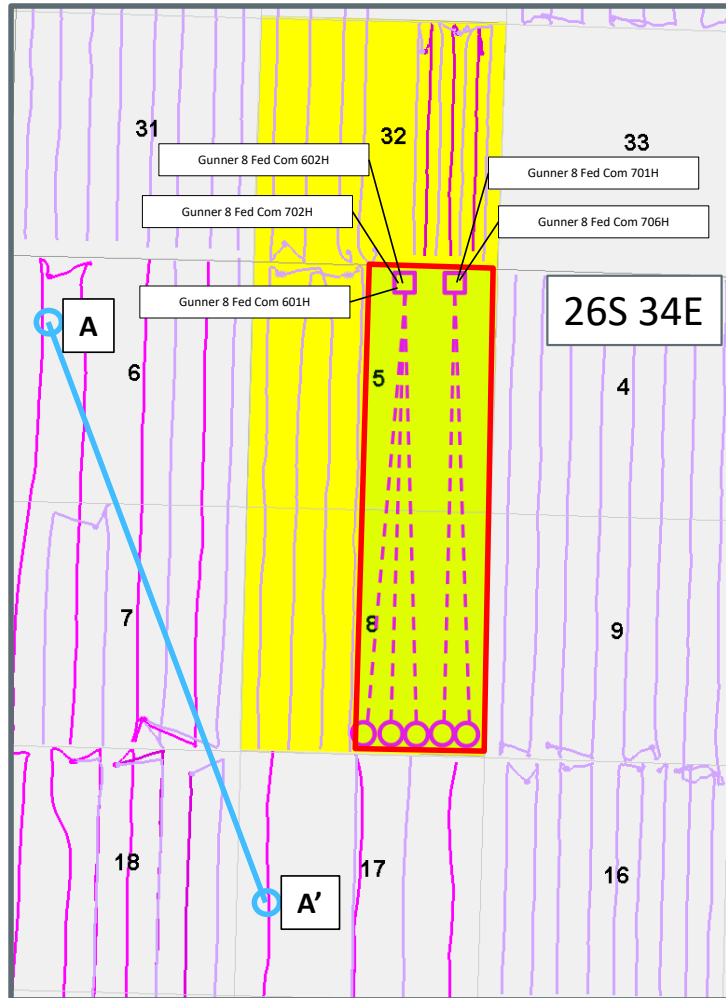 31
32
33
Gunner 8 Fed Com 602H
Gunner 8 Fed Com 701H
Gunner 8 Fed Com 702H
Gunner 8 Fed Com 706H
Gunner 8 Fed Com 601H
26S 34E
A
6
5
4
7
8
9
18
17
16
A'